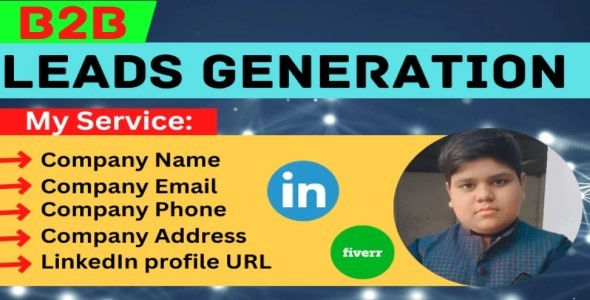 B2B
LEADS GENERATION
My Service:
Company Name
Company Email
Company Phone
Company Address
LinkedIn profile URL
in
fiverr